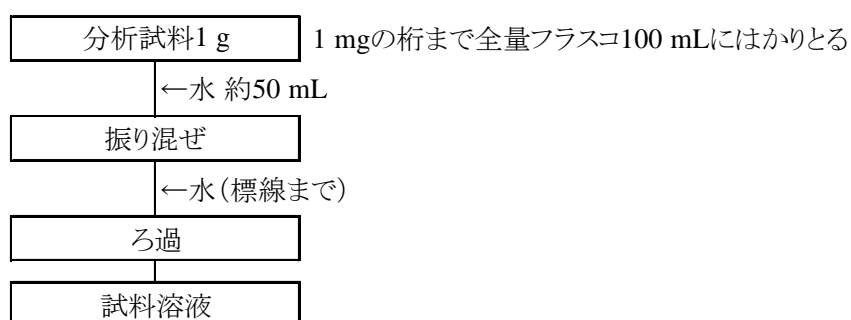 分析試料1 g 1 mgの桁まで全量フラスコ100 mLにはかりとる
←水 約50 mL
振り混ぜ
←水（標線まで）
ろ過
試料溶液